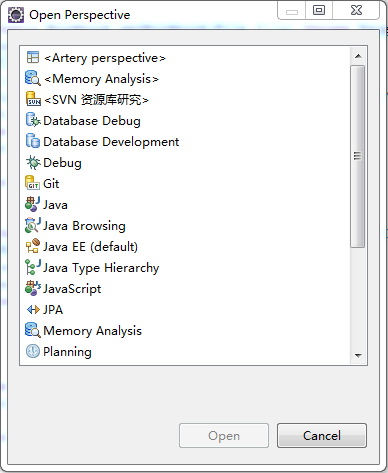 Open Perspective
<Artery perspective>
<Memory Analysis>
<SVN 资源库研究>
Database Debug
Database Development
Debug
Git
Java
Java Browsing
Java EE (default)
Java Type Hierarchy
JavaScript
JPA
Memory Analysis
Planning
Open
Cancel